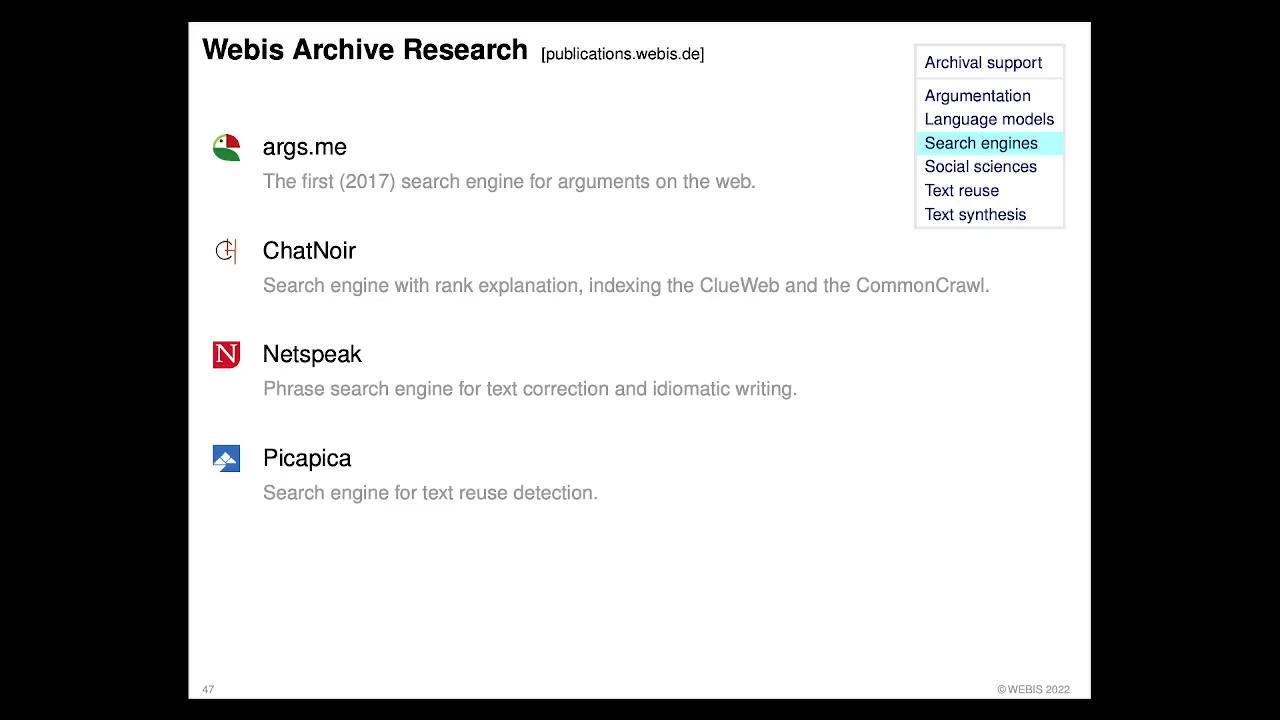 Webis Archive Research [publications.webis.de]
Archival support
Argumentation
Language models
Search engines
Social sciences
Text reuse
Text synthesis
args.me
The first (2017) search engine for arguments on the web.
CH
ChatNoir
Search engine with rank explanation, indexing the ClueWeb and the CommonCrawl.
N
Netspeak
Phrase search engine for text correction and idiomatic writing.
Picapica
Search engine for text reuse detection.
47
© WEBIS 2022